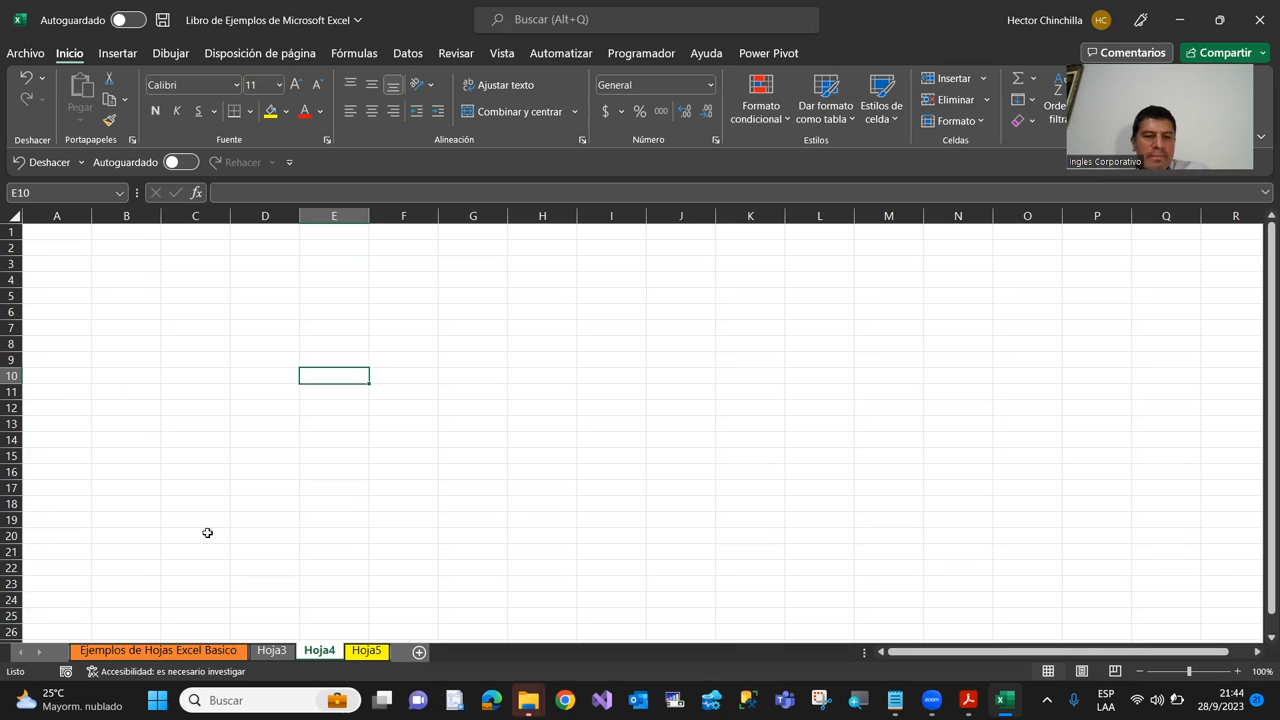 Autoguardado
Libro de Ejemplos de Microsoft Excel
Buscar (Alt+Q)
Hector Chinchilla
HC
Archivo Inicio Insertar Dibujar Disposición de página Fórmulas Datos Revisar Vista Automatizar Programador Ayuda Power Pivot
Comentarios
Compartir
Pegar
Calibri 11
N K S
A
Ajustar texto
Combinar y centrar
General
$ % 000
Formato condicional
Dar formato como tabla
Estilos de celda
Insertar
Eliminar
Formato
Orde
filtra
Deshacer Portapapeles Fuente Alineación Número Estilos Celdas
Ingles Corporativo
Deshacer Autoguardado Rehacer
E10
fx
A B C D E F G H I J K L M N O P Q R
1
2
3
4
5
6
7
8
9
10
11
12
13
14
15
16
17
18
19
20
21
22
23
24
25
26
Ejemplos de Hojas Excel Basico Hoja3 Hoja4 Hoja5
Listo
Accesibilidad: es necesario investigar
100%
25°C
Mayorm. nublado
Buscar
ESP
LAA
21:44
28/9/2023
21